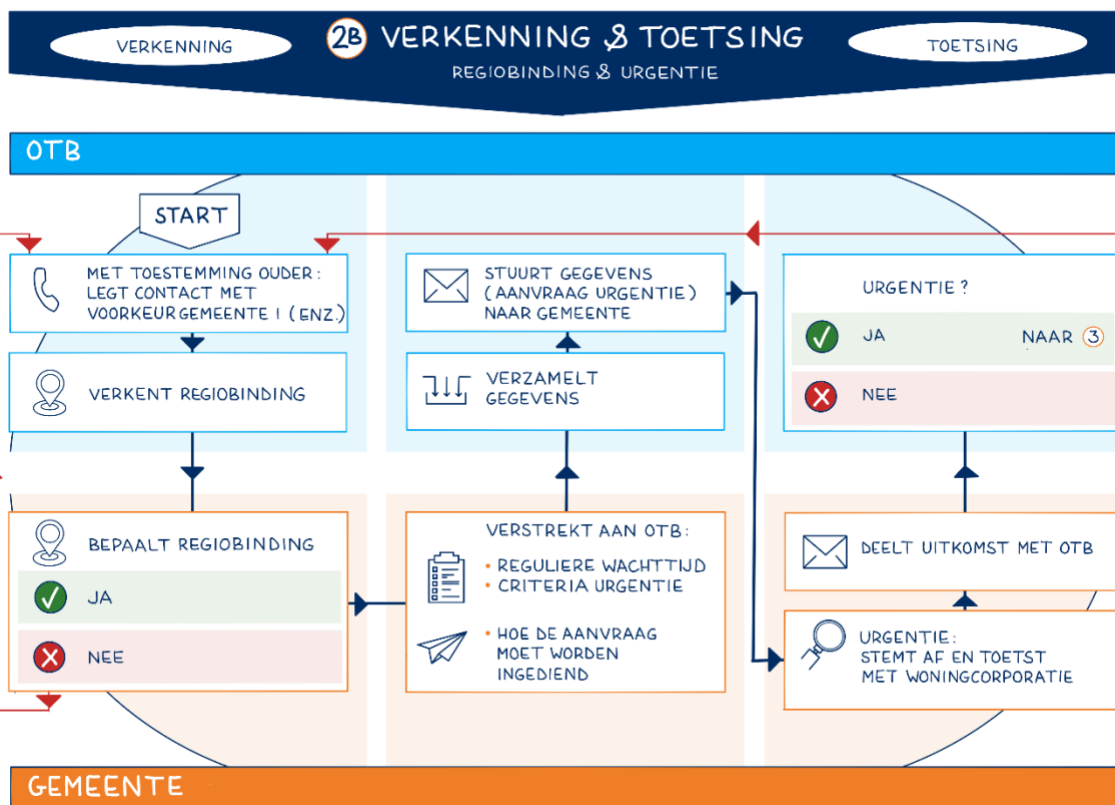 VERKENNING
2B VERKENNING & TOETSING
TOETSING
REGIOBINDING & URGENTIE
OTB
START
MET TOESTEMMING OUDER:
LEGT CONTACT MET
VOORKEURGEMEENTE 1 (ENZ.)
VERKENT REGIOBINDING
BEPAALT REGIOBINDING
JA
NEE
VERSTREKT AAN OTB:
• REGULIERE WACHTTIJD
• CRITERIA URGENTIE
• HOE DE AANVRAAG
MOET WORDEN
INGEDIEND
VERZAMELT
GEGEVENS
STUURT GEGEVENS
(AANVRAAG URGENTIE)
NAAR GEMEENTE
URGENTIE:
STEMT AF EN TOETST
MET WONINGCORPORATIE
DEELT UITKOMST MET OTB
URGENTIE?
JA NAAR 3
NEE
GEMEENTE